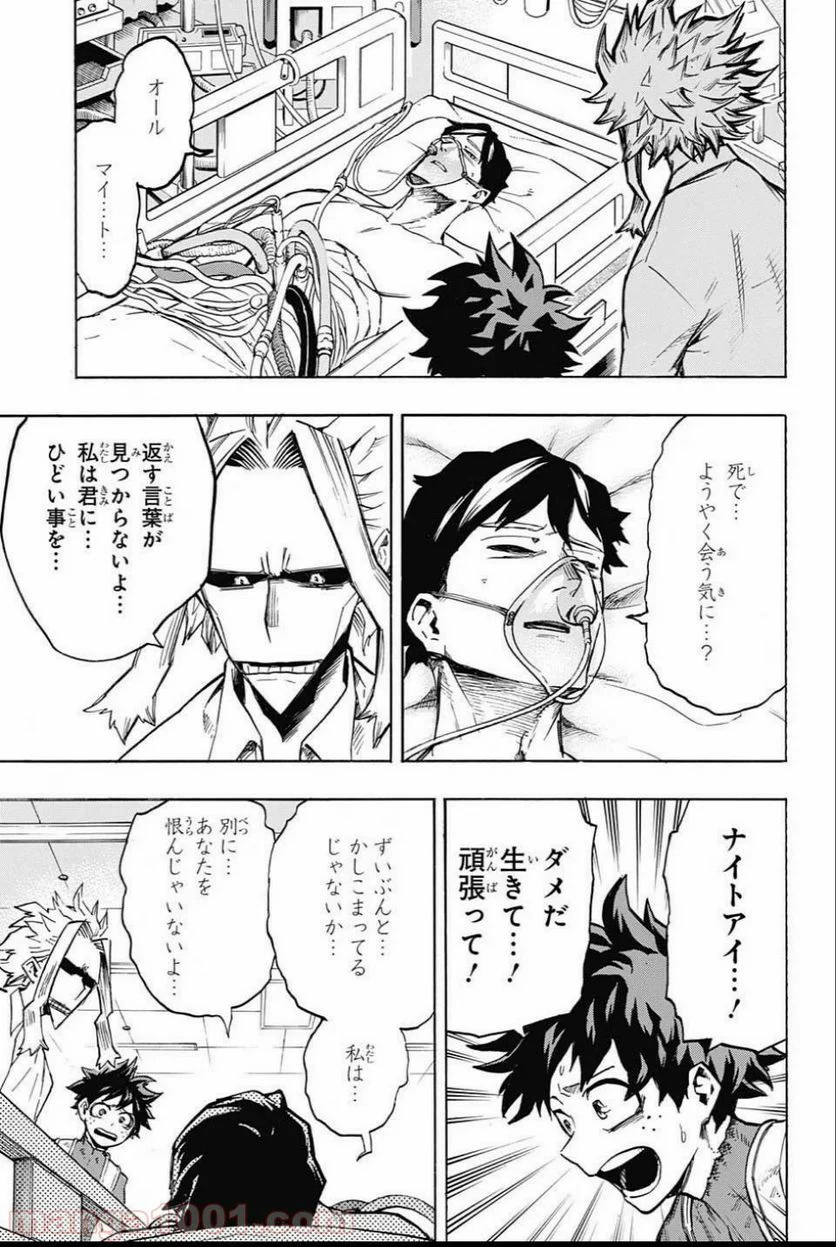 オール
マイ…ト…
死で…
ようやく会う気に…?
返す言葉が
見つからないよ…
私は君に…
ひどい事を…
ナイトアイ…!
ダメだ
生きて…!
頑張って!
ずいぶんと…
かしこまってる
じゃないか…
私は…
別に…
あなたを
恨んじゃいないよ…
manga1001.com